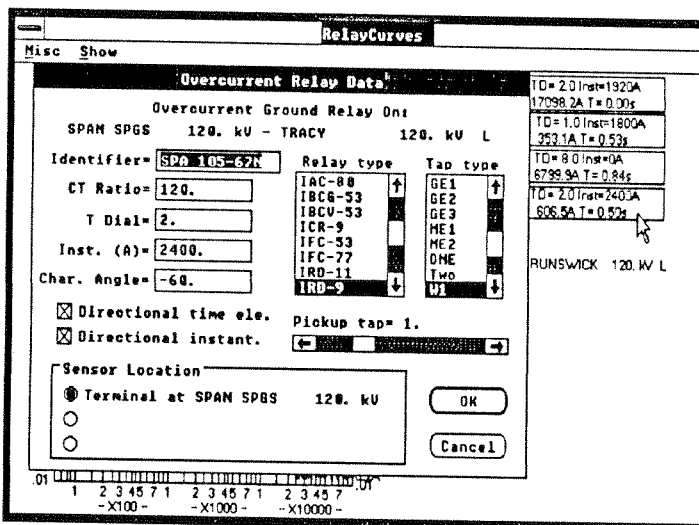 RelayCurves
Misc Show
Overcurrent Relay Data
Overcurrent Ground Relay On:
SPAN SPGS 120. kV - TRACY 120. kV L
Identifier= SPA 105-67N
CT Ratio= 120.
T Dial= 2.
Inst. (A)= 2400.
Char. Angle= -60.
Directional time ele.
Directional instant.
Relay type
IAC-80
IBCG-53
IBCV-53
ICR-9
IFC-53
IFC-77
IRD-11
IRD-9
Tap type
GE1
GE2
GE3
ME1
ME2
ONE
Two
W1
Pickup tap= 1.
Sensor Location
Terminal at SPAN SPGS 120. kV
OK
Cancel
TD= 2.0 Inst=1920A
17098.2A T= 0.00s
TD= 1.0 Inst=1800A
353.1A T= 0.53s
TD= 8.0 Inst=0A
6799.9A T= 0.84s
TD= 2.0 Inst=2400A
606.5A T= 0.50s
RUNSWICK 120. kV L
.01 .01
1 2 3 4 5 7 1 2 3 4 5 7 1 2 3 4 5 7
- X100 - - X1000 - - X10000 -